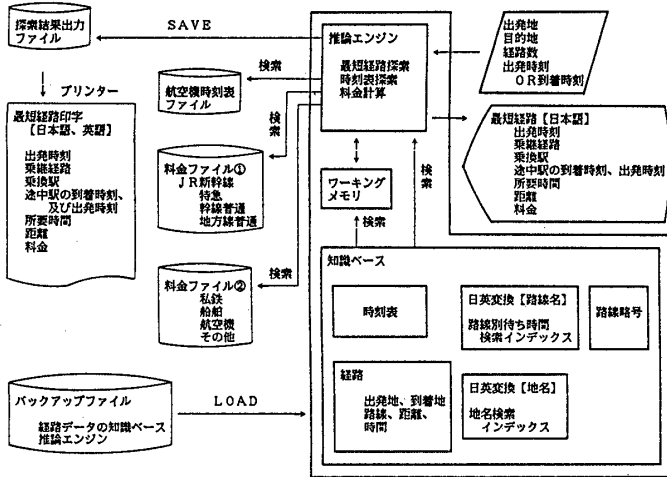 探索結果出力
ファイル
SAVE
プリンター
最短経路印字
【日本語、英語】
出発時刻
乗継経路
乗換駅
途中駅の到着時刻、
及び出発時刻
所要時間
距離
料金
検索
航空機時刻表
ファイル
検索
料金ファイル①
JR新幹線
特急
幹線普通
地方線普通
検索
料金ファイル②
私鉄
船舶
航空機
その他
バックアップファイル
経路データの知識ベース
推論エンジン
LOAD
推論エンジン
最短経路探索
時刻表探索
料金計算
ワーキング
メモリ
検索
検索
出発地
目的地
経路数
出発時刻
OR到着時刻
最短経路【日本語】
出発時刻
乗継経路
乗換駅
途中駅の到着時刻、出発時刻
所要時間
距離
料金
知識ベース
時刻表
日英変換【路線名】
路線別待ち時間
検索インデックス
路線略号
経路
出発地、到着地
路線、距離、
時間
日英変換【地名】
地名検索
インデックス